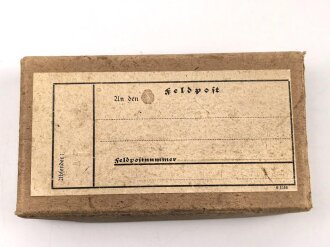 Feldpost
An den
Feldpostnummer
Absender: